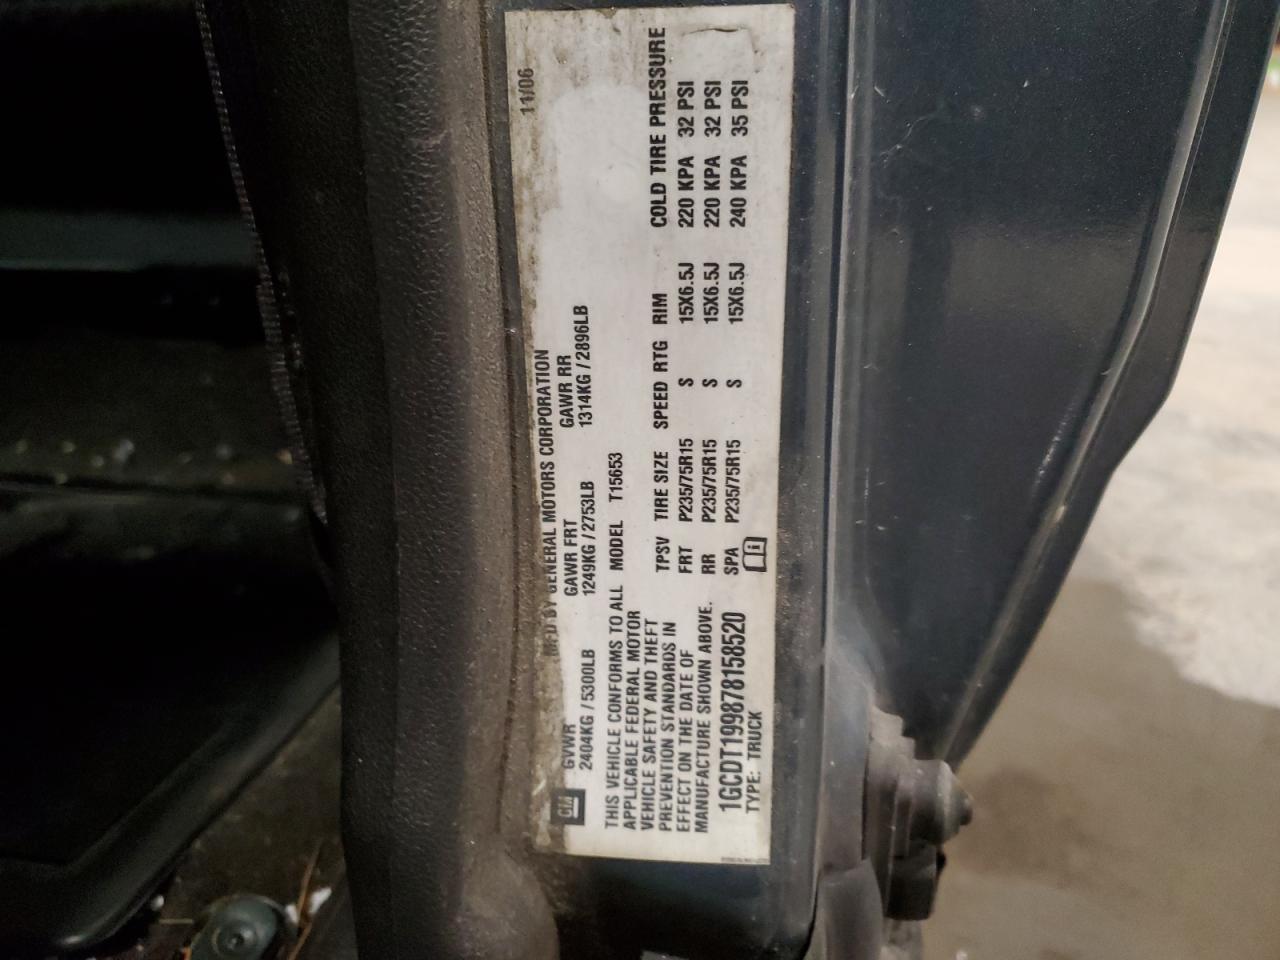 11/06
MFD BY GENERAL MOTORS CORPORATION
GM GVWR GAWR FRT GAWR RR
2404KG / 5300LB 1249KG / 2753LB 1314KG / 2896LB
THIS VEHICLE CONFORMS TO ALL
APPLICABLE FEDERAL MOTOR
VEHICLE SAFETY AND THEFT
PREVENTION STANDARDS IN
EFFECT ON THE DATE OF
MANUFACTURE SHOWN ABOVE.
1GCDT199878158520
TYPE: TRUCK
MODEL T15653
TPSV TIRE SIZE SPEED RTG RIM COLD TIRE PRESSURE
FRT P235/75R15 S 15X6.5J 220 KPA 32 PSI
RR P235/75R15 S 15X6.5J 220 KPA 32 PSI
SPA P235/75R15 S 15X6.5J 240 KPA 35 PSI